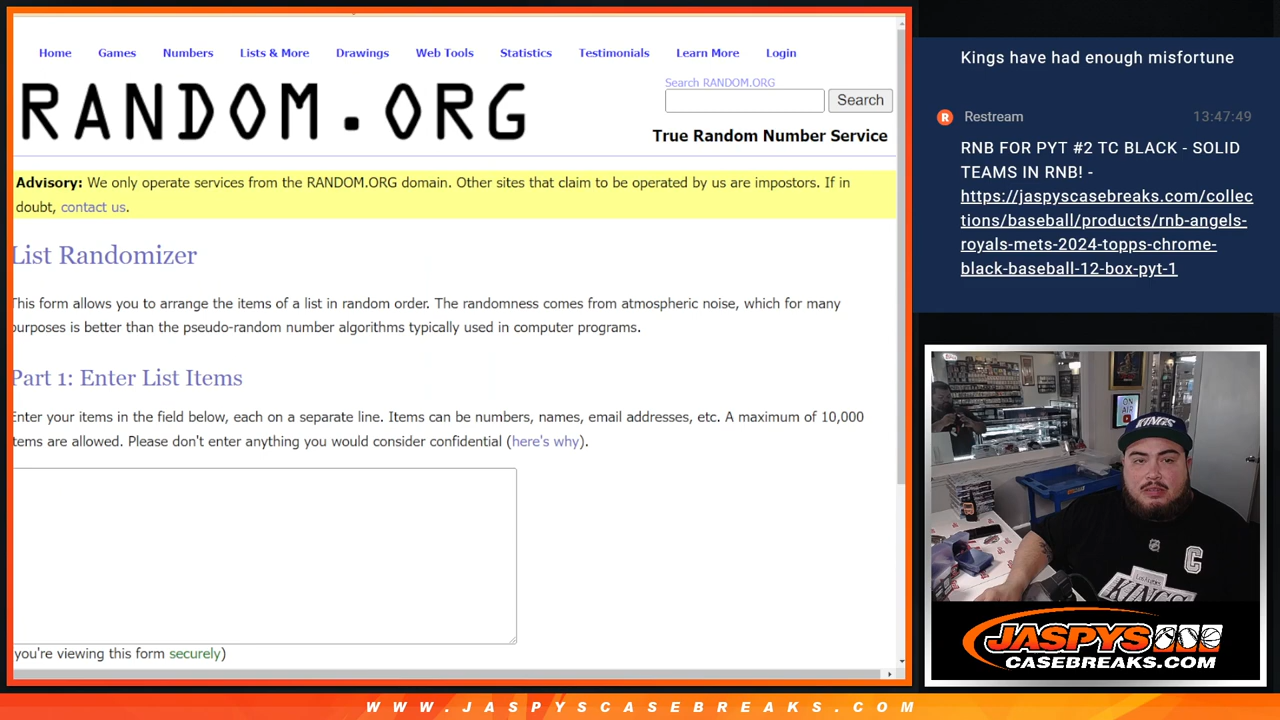 Home Games Numbers Lists & More Drawings Web Tools Statistics Testimonials Learn More Login
RANDOM.ORG
Search RANDOM.ORG
Search
True Random Number Service
Advisory: We only operate services from the RANDOM.ORG domain. Other sites that claim to be operated by us are impostors. If in
doubt, contact us.
List Randomizer
This form allows you to arrange the items of a list in random order. The randomness comes from atmospheric noise, which for many
purposes is better than the pseudo-random number algorithms typically used in computer programs.
Part 1: Enter List Items
Enter your items in the field below, each on a separate line. Items can be numbers, names, email addresses, etc. A maximum of 10,000
items are allowed. Please don't enter anything you would consider confidential (here's why).
you're viewing this form securely)
Kings have had enough misfortune
R Restream 13:47:49
RNB FOR PYT #2 TC BLACK - SOLID
TEAMS IN RNB! -
https://jaspyscasebreaks.com/collec
tions/baseball/products/rnb-angels-
royals-mets-2024-topps-chrome-
black-baseball-12-box-pyt-1
ON
AIR
KINGS
C
KINGS
JASPYS
CASEBREAKS.COM
WWW.JASPYSCASEBREAKS.COM